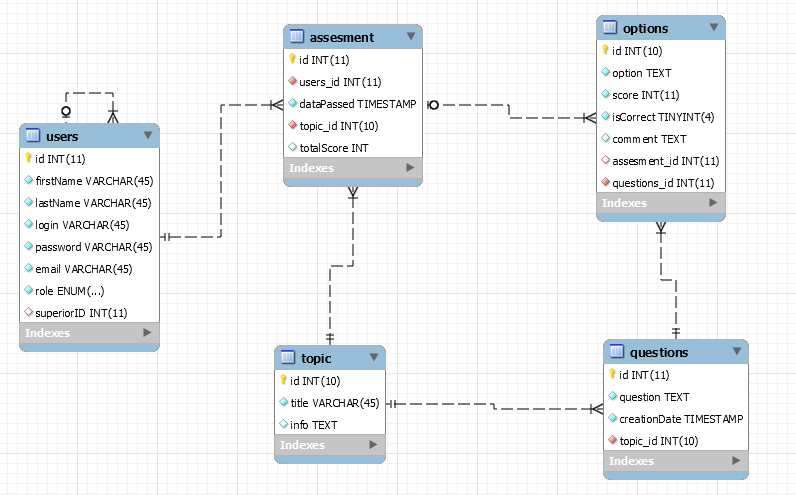 assesment
id INT(11)
users_id INT(11)
dataPassed TIMESTAMP
topic_id INT(10)
totalScore INT
Indexes
options
id INT(10)
option TEXT
score INT(11)
isCorrect TINYINT(4)
comment TEXT
assesment_id INT(11)
questions_id INT(11)
Indexes
users
id INT(11)
firstName VARCHAR(45)
lastName VARCHAR(45)
login VARCHAR(45)
password VARCHAR(45)
email VARCHAR(45)
role ENUM(...)
superiorID INT(11)
Indexes
topic
id INT(10)
title VARCHAR(45)
info TEXT
Indexes
questions
id INT(11)
question TEXT
creationDate TIMESTAMP
topic_id INT(10)
Indexes